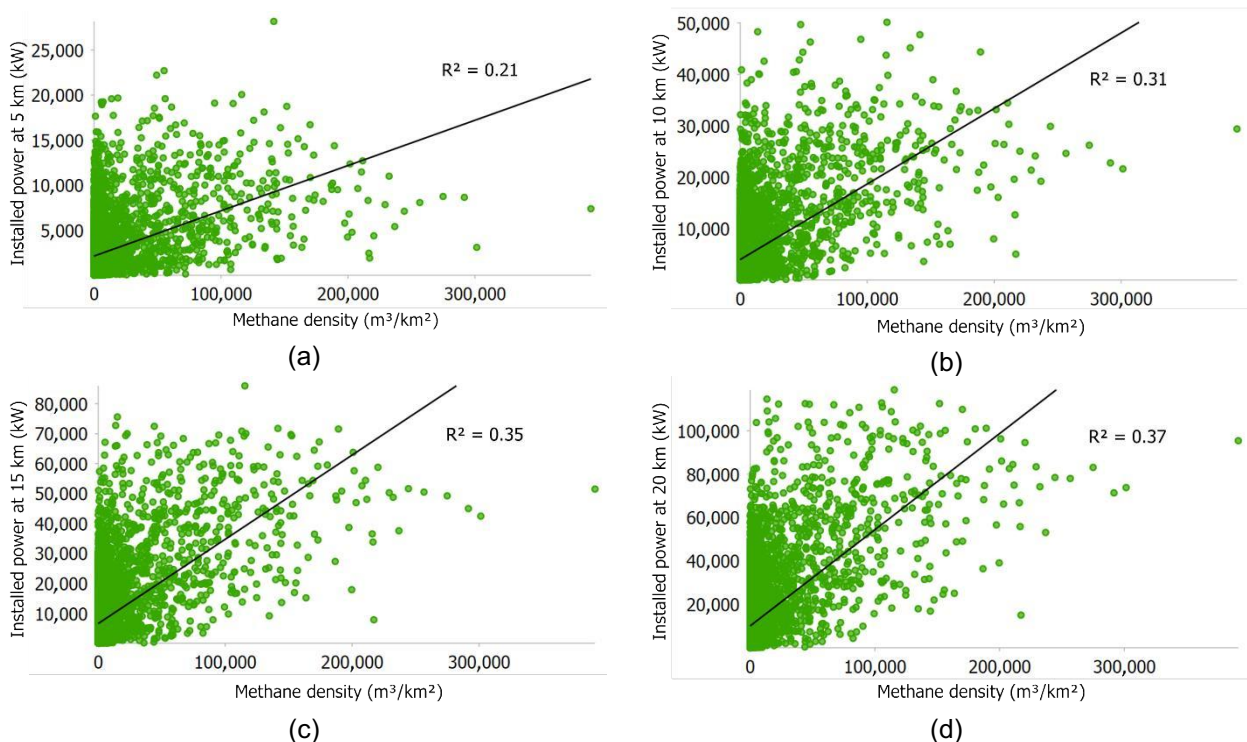 Installed power at 5 km (kW)
25,000
20,000
15,000
10,000
5,000
R² = 0.21
0
100,000
200,000
300,000
Methane density (m³/km²)
(a)
Installed power at 10 km (kW)
50,000
40,000
30,000
20,000
10,000
R² = 0.31
0
100,000
200,000
300,000
Methane density (m³/km²)
(b)
Installed power at 15 km (kW)
80,000
70,000
60,000
50,000
40,000
30,000
20,000
10,000
R² = 0.35
0
100,000
200,000
300,000
Methane density (m³/km²)
(c)
Installed power at 20 km (kW)
100,000
80,000
60,000
40,000
20,000
R² = 0.37
0
100,000
200,000
300,000
Methane density (m³/km²)
(d)